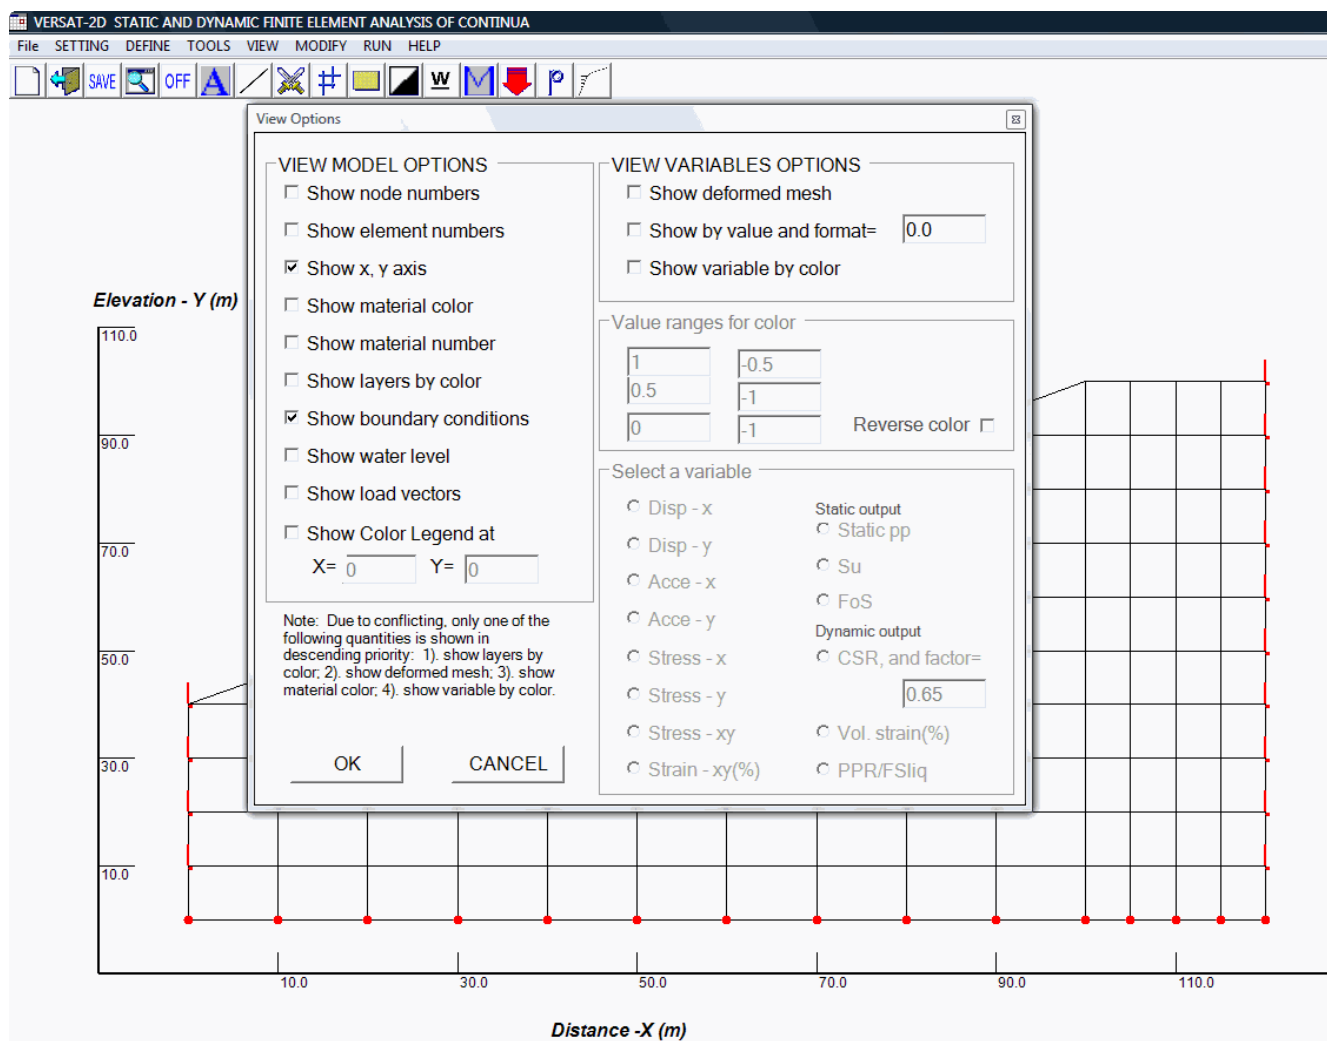 VERSAT-2D STATIC AND DYNAMIC FINITE ELEMENT ANALYSIS OF CONTINUA
File SETTING DEFINE TOOLS VIEW MODIFY RUN HELP
SAVE OFF A W M p
View Options
VIEW MODEL OPTIONS
Show node numbers
Show element numbers
Show x, y axis
Show material color
Show material number
Show layers by color
Show boundary conditions
Show water level
Show load vectors
Show Color Legend at
X= 0 Y= 0
Note: Due to conflicting, only one of the
following quantities is shown in
descending priority: 1). show layers by
color; 2). show deformed mesh; 3). show
material color; 4). show variable by color.
OK CANCEL
VIEW VARIABLES OPTIONS
Show deformed mesh
Show by value and format= 0.0
Show variable by color
Value ranges for color
1 -0.5
0.5 -1
0 -1
Reverse color
Select a variable
Disp - x
Disp - y
Acce - x
Acce - y
Stress - x
Stress - y
Stress - xy
Strain - xy(%)
Static output
Static pp
Su
FoS
Dynamic output
CSR, and factor=
0.65
Vol. strain(%)
PPR/FSliq
Elevation - Y (m)
110.0
90.0
70.0
50.0
30.0
10.0
10.0 30.0 50.0 70.0 90.0 110.0
Distance -X (m)